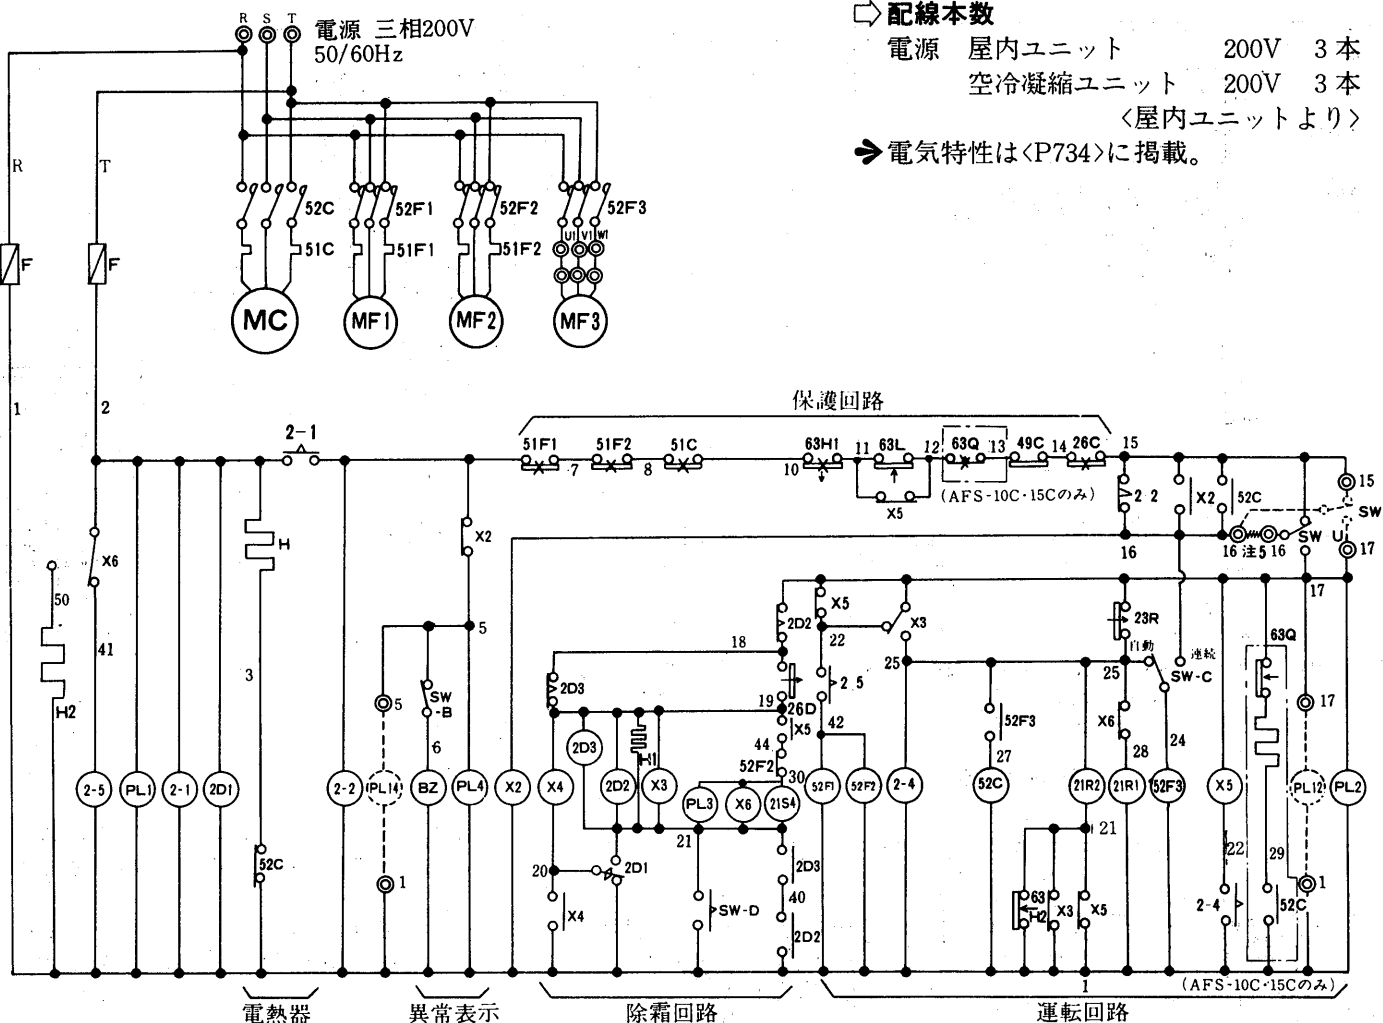 R S T
電源 三相200V
50/60Hz
⇨配線本数
電源 屋内ユニット 200V 3本
空冷凝縮ユニット 200V 3本
〈屋内ユニットより〉
➔電気特性は〈P734〉に掲載。
R T
52C 52F1 52F2 52F3
U1 V1 W1
51C 51F1 51F2
F F
MC MF1 MF2 MF3
1 2
保護回路
2-1
51F1 51F2 51C 63H1 11 63L 12 63Q 13 49C 14 26C 15
7 8 10
(AFS-10C・15Cのみ)
X5
2 2 X2 52C 15
SW
16 16 注5 16 SW U 17
X6 H X2
50 41 3
H2
5
5
SW
-B
6
2D2 X5 X3 23R 17
18 22 自動 連続 63Q
25 25 SW-C
2D3 19 26D 2 5
X5 42 52F3 X6 17
44 27 28 24
2D3 H1 52F2 30
2-5 PL1 2-1 2D1 2-2 PL14 BZ PL4 X2 X4 2D2 X3 PL3 X6 21S4 52F1 52F2 2-4 52C 21R2 21R1 52F3 X5 PL12 PL2
21 21 22 29
52C 1 20 2D1 2D3 1
40
X4 SW-D 2D2 63
H2 X3 X5 2-4 52C
1 (AFS-10C・15Cのみ)
電熱器 異常表示 除霜回路 運転回路